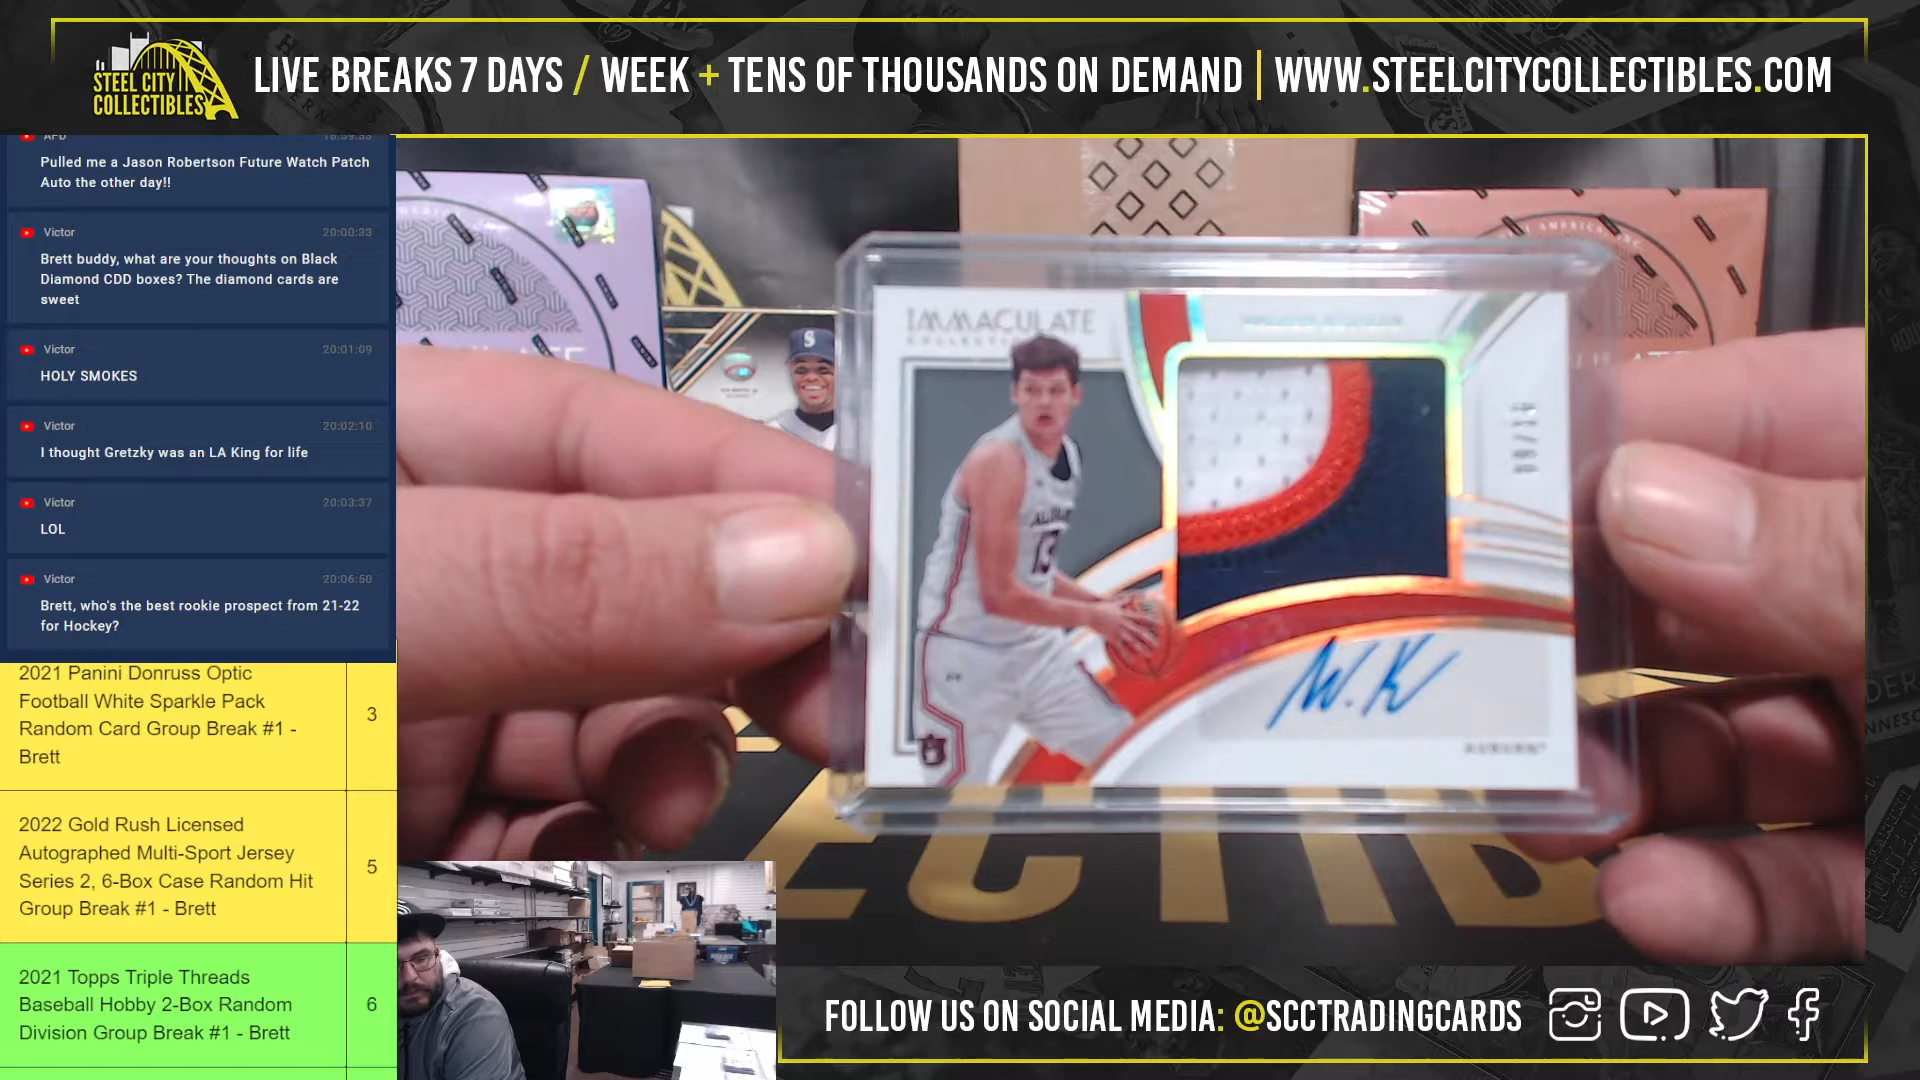 STEEL CITY
COLLECTIBLES
LIVE BREAKS 7 DAYS / WEEK + TENS OF THOUSANDS ON DEMAND | WWW.STEELCITYCOLLECTIBLES.COM
18:59:33
Pulled me a Jason Robertson Future Watch Patch
Auto the other day!!
Victor 20:00:33
Brett buddy, what are your thoughts on Black
Diamond CDD boxes? The diamond cards are
sweet
Victor 20:01:09
HOLY SMOKES
Victor 20:02:10
I thought Gretzky was an LA King for life
Victor 20:03:37
LOL
Victor 20:06:50
Brett, who's the best rookie prospect from 21-22
for Hockey?
2021 Panini Donruss Optic
Football White Sparkle Pack
Random Card Group Break #1 -
Brett
3
2022 Gold Rush Licensed
Autographed Multi-Sport Jersey
Series 2, 6-Box Case Random Hit
Group Break #1 - Brett
5
2021 Topps Triple Threads
Baseball Hobby 2-Box Random
Division Group Break #1 - Brett
6
IMMACULATE
COLLECTION
13
W. K
AUBURN
FOLLOW US ON SOCIAL MEDIA: @SCCTRADINGCARDS